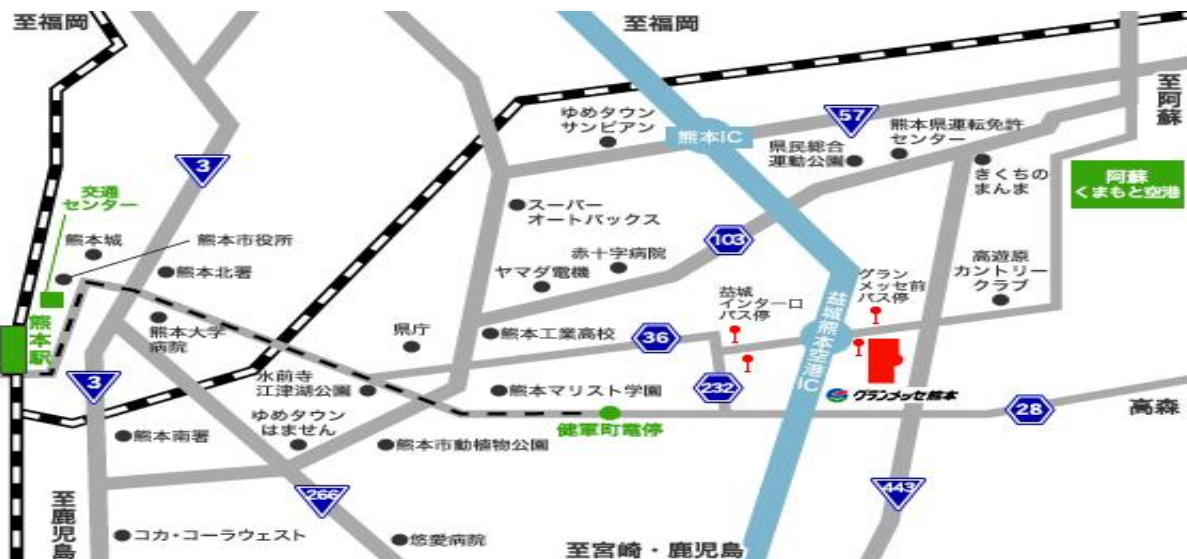 至福岡
至福岡
至阿蘇
57
ゆめタウン
サンピアン
熊本IC
県民総合
運動公園
熊本県運転免許
センター
3
きくちの
まんま
阿蘇
くまもと空港
交通
センター
スーパー
オートバックス
熊本城
熊本市役所
103
赤十字病院
熊本北署
ヤマダ電機
高遊原
カントリー
クラブ
グラン
メッセ前
バス停
益城
インター口
バス停
益城熊本空港IC
熊本駅
熊本大学
病院
県庁
熊本工業高校
36
3
水前寺
江津湖公園
熊本マリスト学園
232
グランメッセ熊本
28
高森
ゆめタウン
はません
健軍町電停
熊本南署
熊本市動植物公園
266
443
至鹿児島
コカ・コーラウェスト
悠愛病院
至宮崎・鹿児島